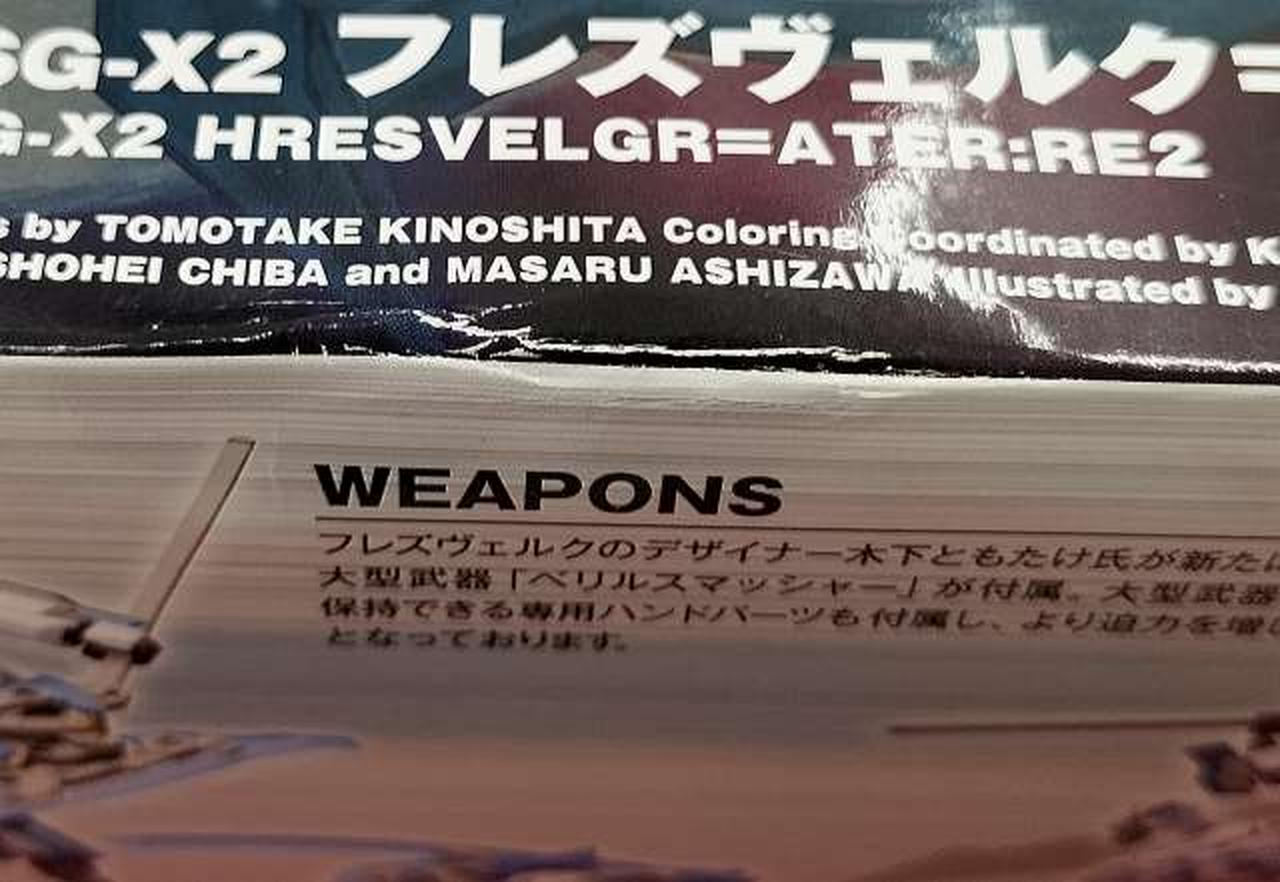 SG-X2 フレズヴェルク=
G-X2 HRESVELGR=ATER:RE2
s by TOMOTAKE KINOSHITA Coloring Coordinated by K
SHOHEI CHIBA and MASARU ASHIZAWA Illustrated by
WEAPONS
フレズヴェルクのデザイナー木下ともたけ氏が新たに
大型武器「ベリルスマッシャー」が付属。大型武器
保持できる専用ハンドパーツも付属し、より迫力を増し
となっております。